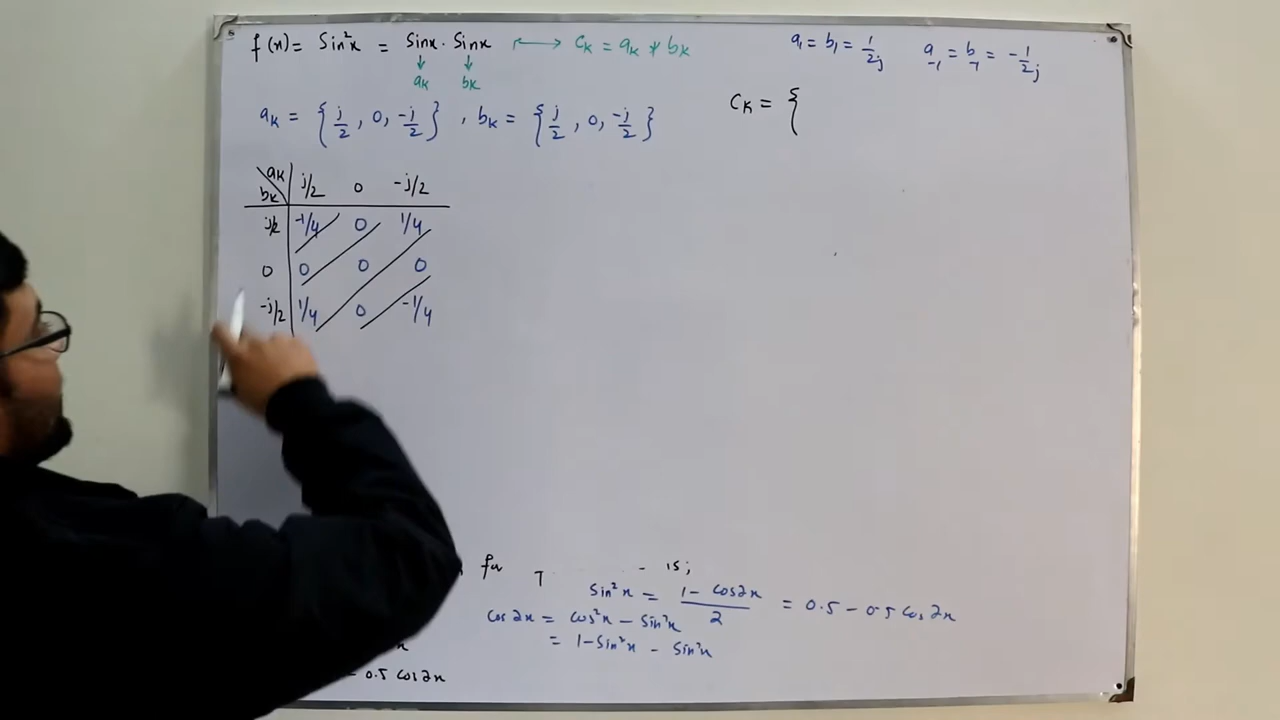 f(x) = Sin²x = Sinx · Sinx ⟷ Cₖ = aₖ * bₖ
↓ ↓
aₖ bₖ
a₁ = b₁ = 1/2j a₋₁ = b₋₁ = -1/2j
aₖ = { j/2 , 0 , -j/2 } , bₖ = { j/2 , 0 , -j/2 }
Cₖ = {
aₖ
bₖ
j/2 0 -j/2
j/2 -1/4 0 1/4
0 0 0 0
-j/2 1/4 0 -1/4
is;
Sin²x = (1 - Cos2x)/2 = 0.5 - 0.5 Cos 2x
Cos 2x = Cos²x - Sin²x
= 1 - Sin²x - Sin²x
- 0.5 Cos 2x